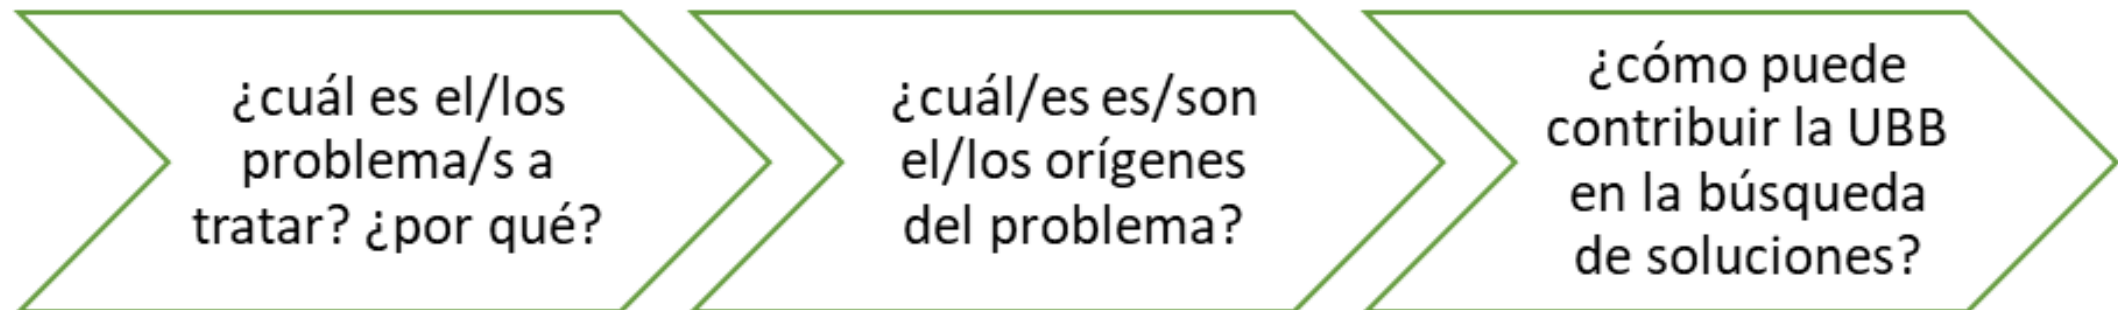 ¿cuál es el/los
problema/s a
tratar? ¿por qué?
¿cuál/es es/son
el/los orígenes
del problema?
¿cómo puede
contribuir la UBB
en la búsqueda
de soluciones?